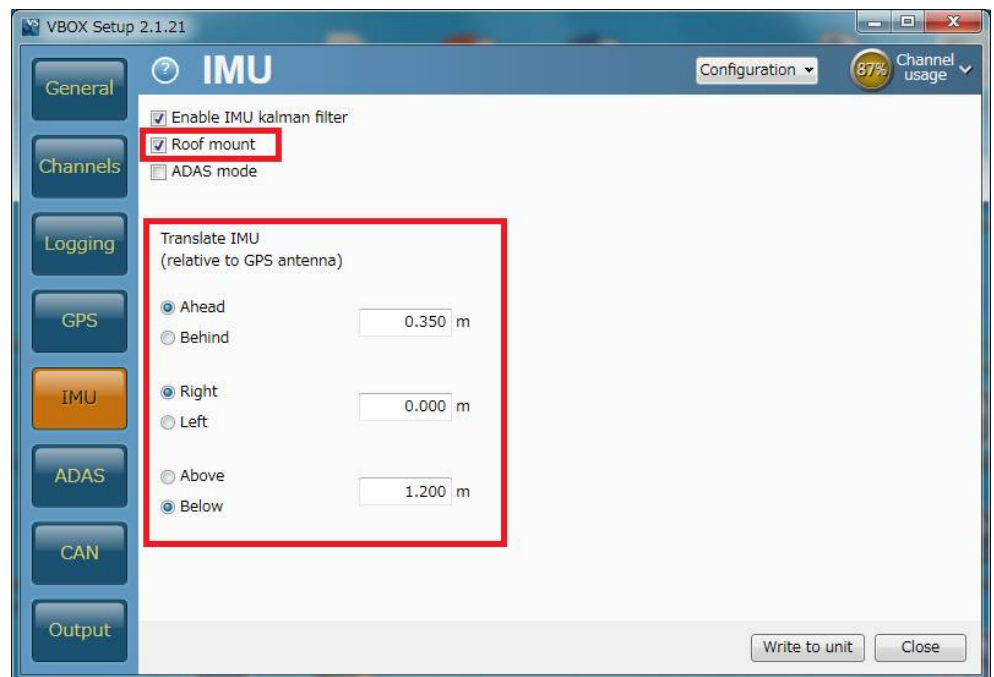 VBOX Setup 2.1.21
General
Channels
Logging
GPS
IMU
ADAS
CAN
Output
? IMU
Configuration
87% Channel usage
Enable IMU kalman filter
Roof mount
ADAS mode
Translate IMU
(relative to GPS antenna)
Ahead
0.350 m
Behind
Right
0.000 m
Left
Above
1.200 m
Below
Write to unit
Close